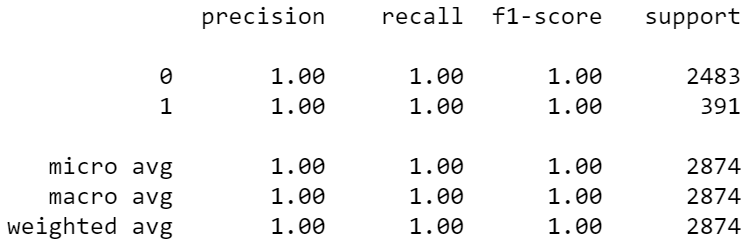 precision recall f1-score support
0 1.00 1.00 1.00 2483
1 1.00 1.00 1.00 391
micro avg 1.00 1.00 1.00 2874
macro avg 1.00 1.00 1.00 2874
weighted avg 1.00 1.00 1.00 2874